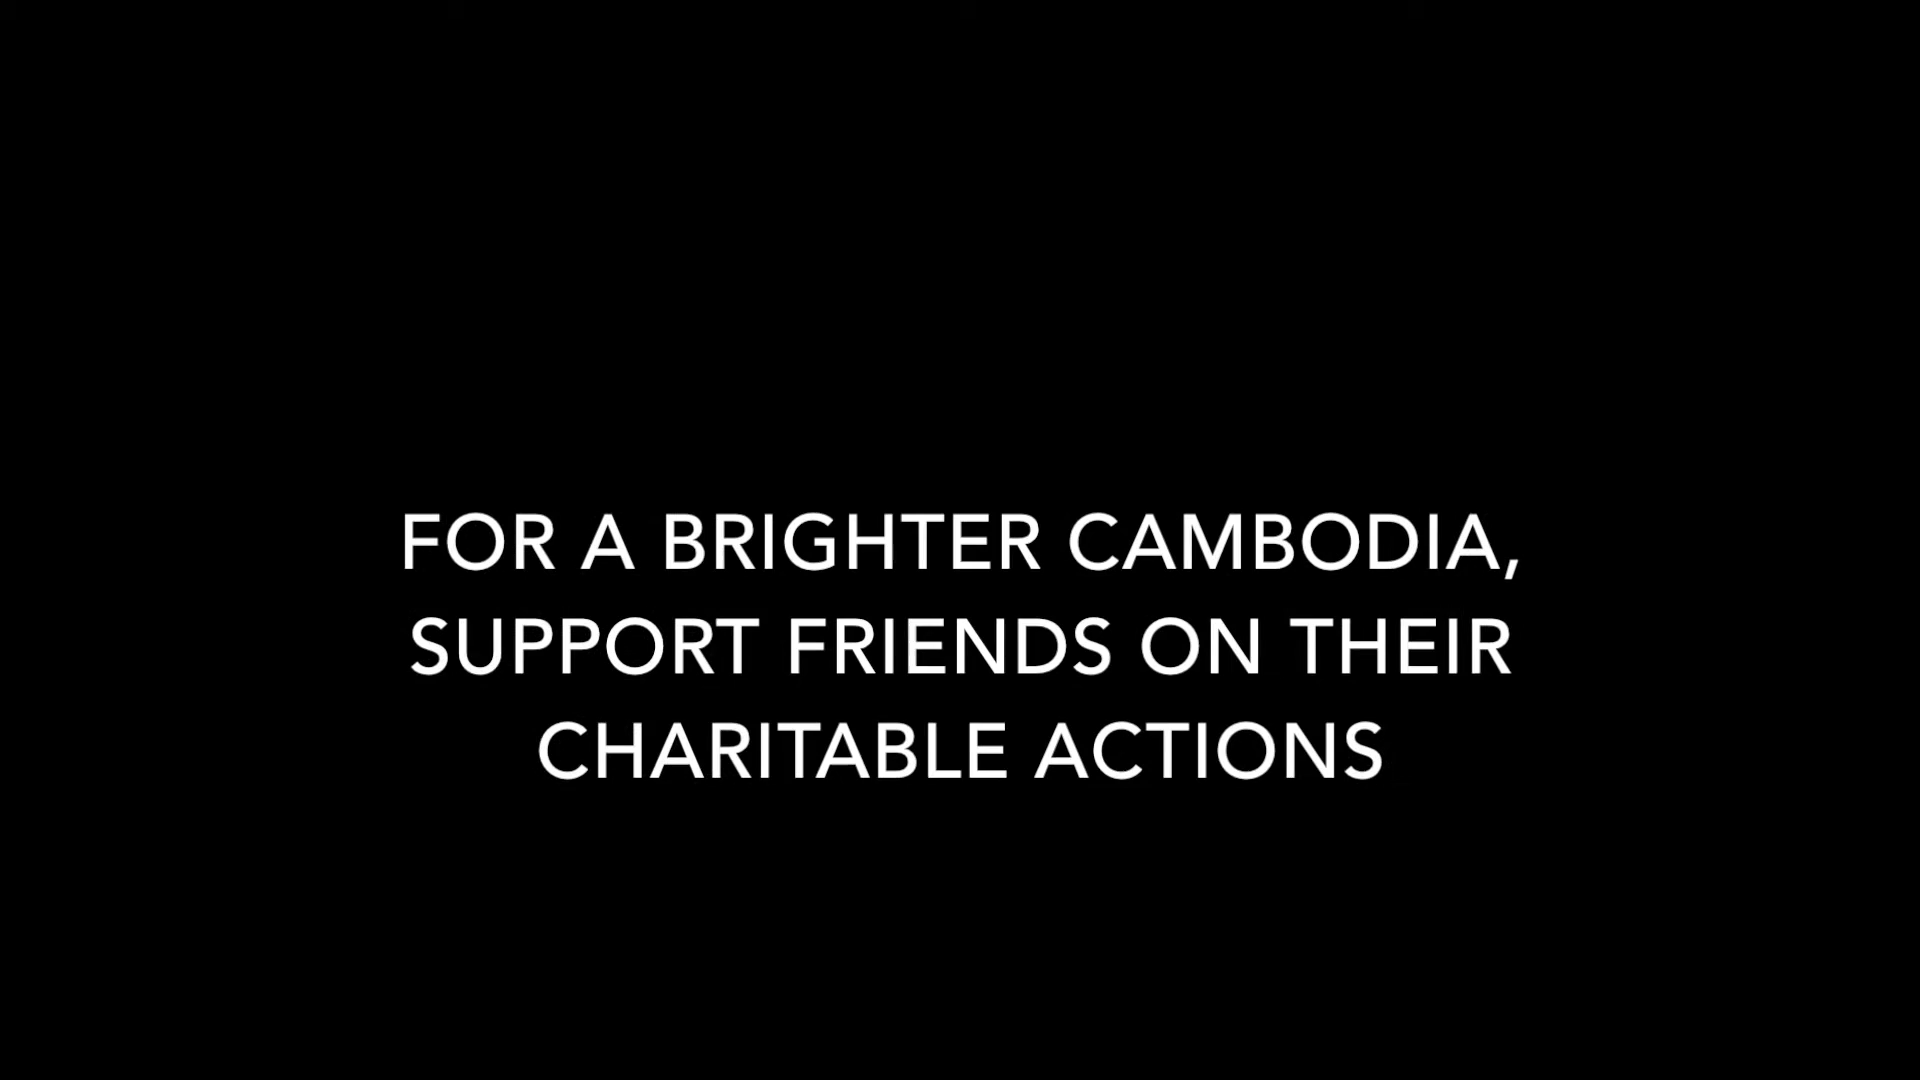 FOR A BRIGHTER CAMBODIA,
SUPPORT FRIENDS ON THEIR
CHARITABLE ACTIONS